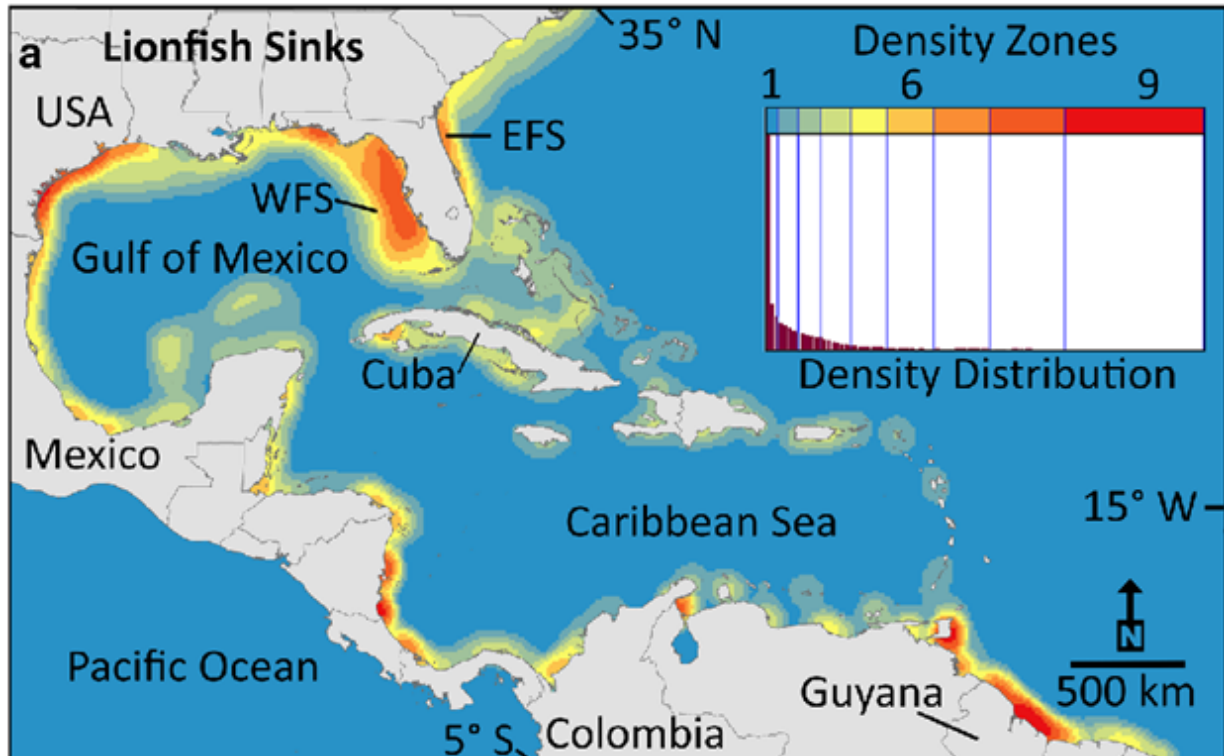 a
Lionfish Sinks
35° N
Density Zones
1 6 9
USA
EFS
WFS
Gulf of Mexico
Cuba
Density Distribution
Mexico
Caribbean Sea
15° W
N
Pacific Ocean
Guyana
500 km
5° S
Colombia